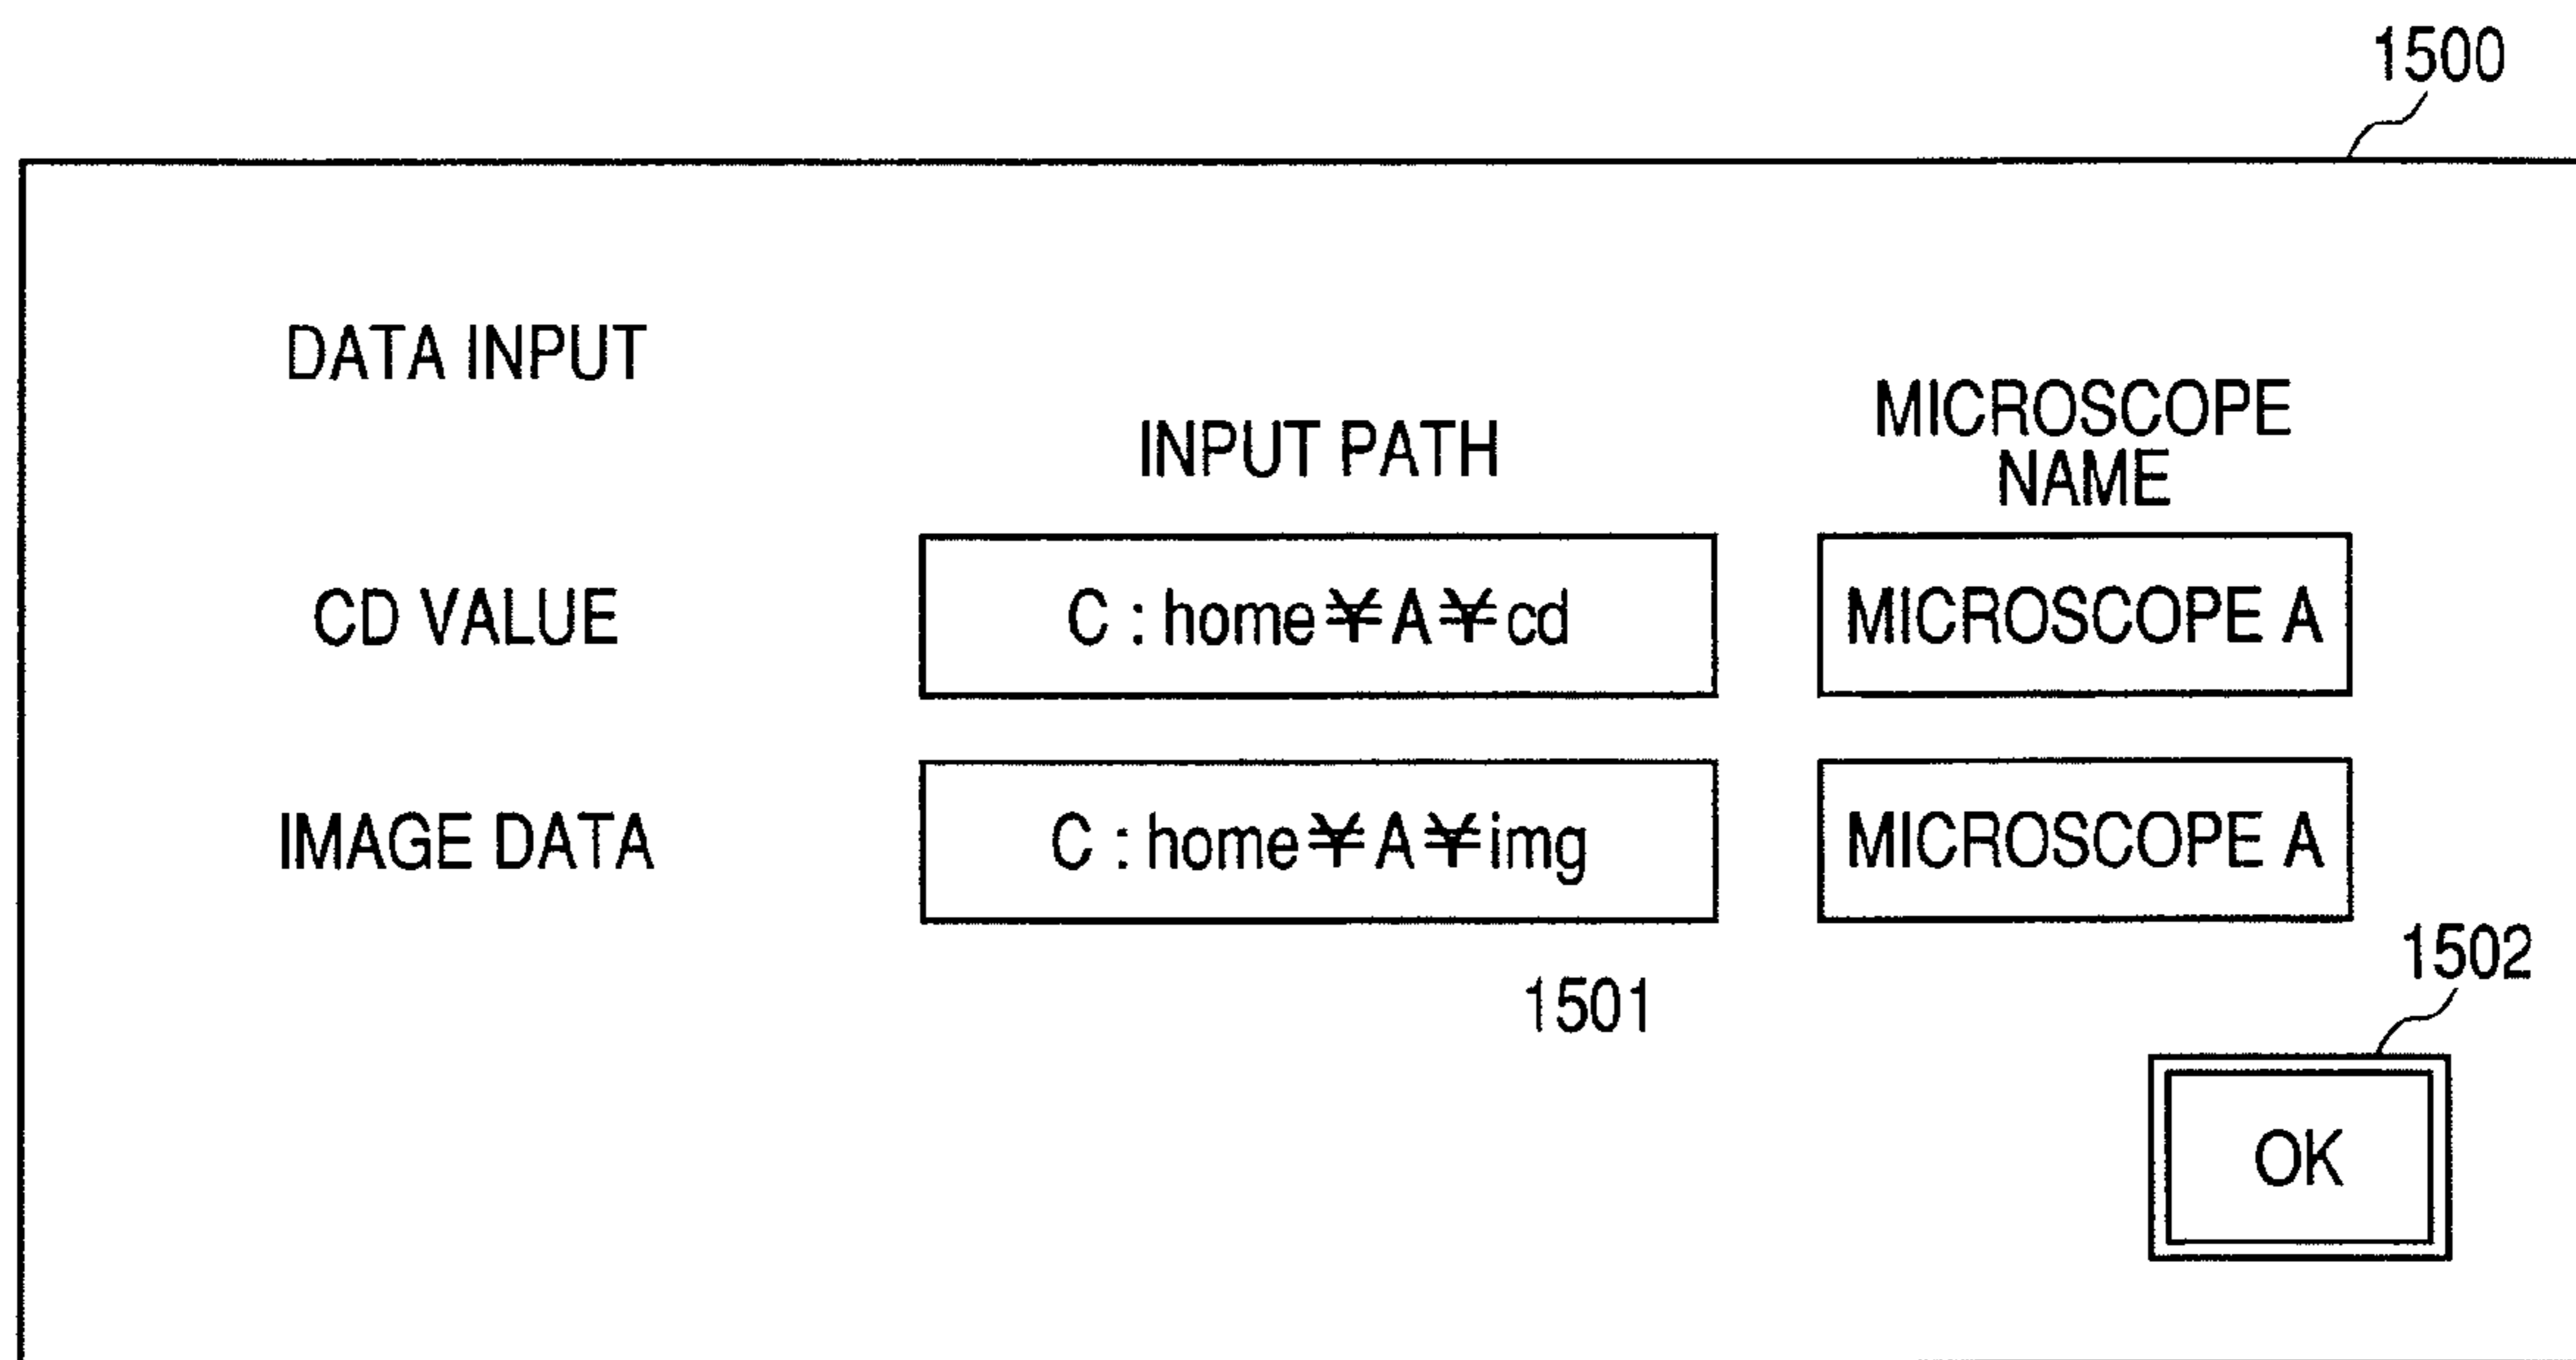 1500
DATA INPUT
INPUT PATH
MICROSCOPE
NAME
CD VALUE
C : home¥A¥cd
MICROSCOPE A
IMAGE DATA
C : home¥A¥img
MICROSCOPE A
1501
1502
OK